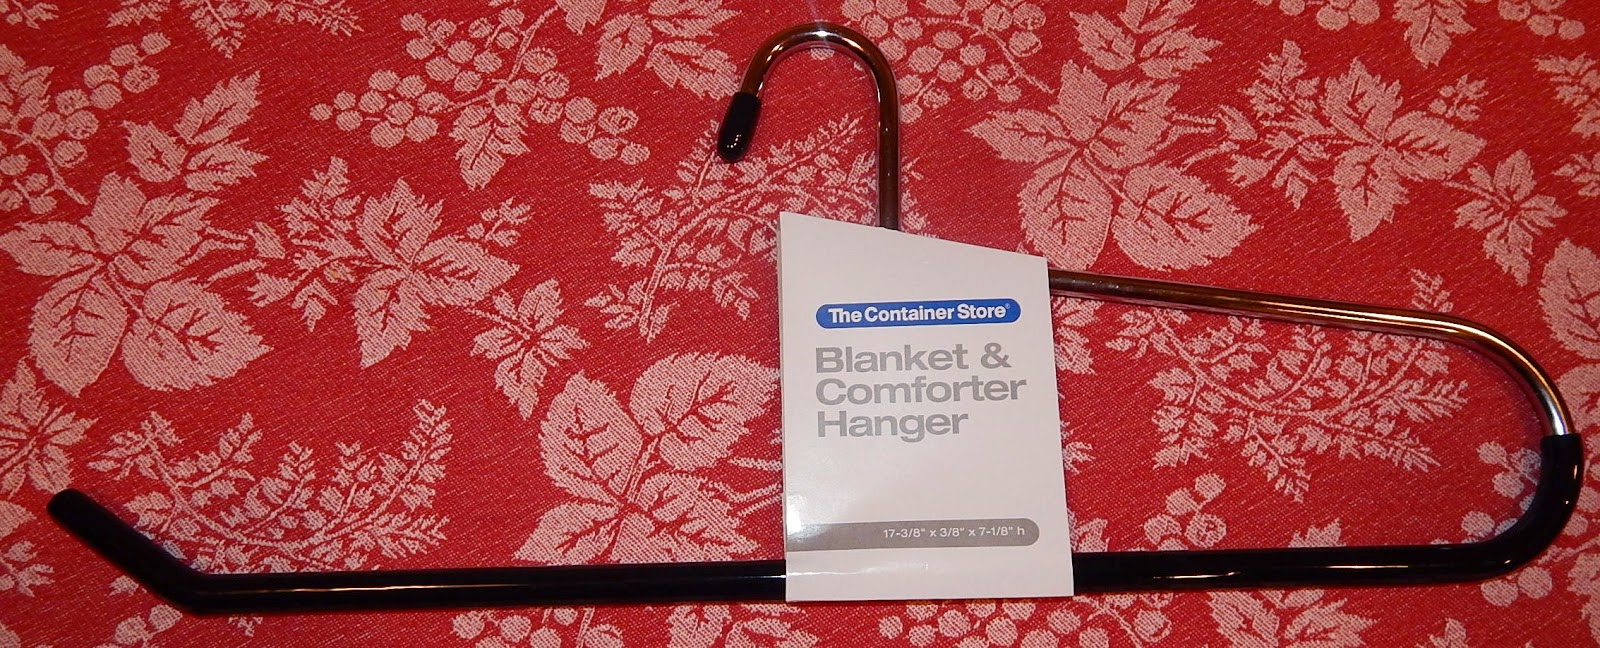 The Container Store®
Blanket &
Comforter
Hanger
17-3/8" x 3/8" x 7-1/8" h